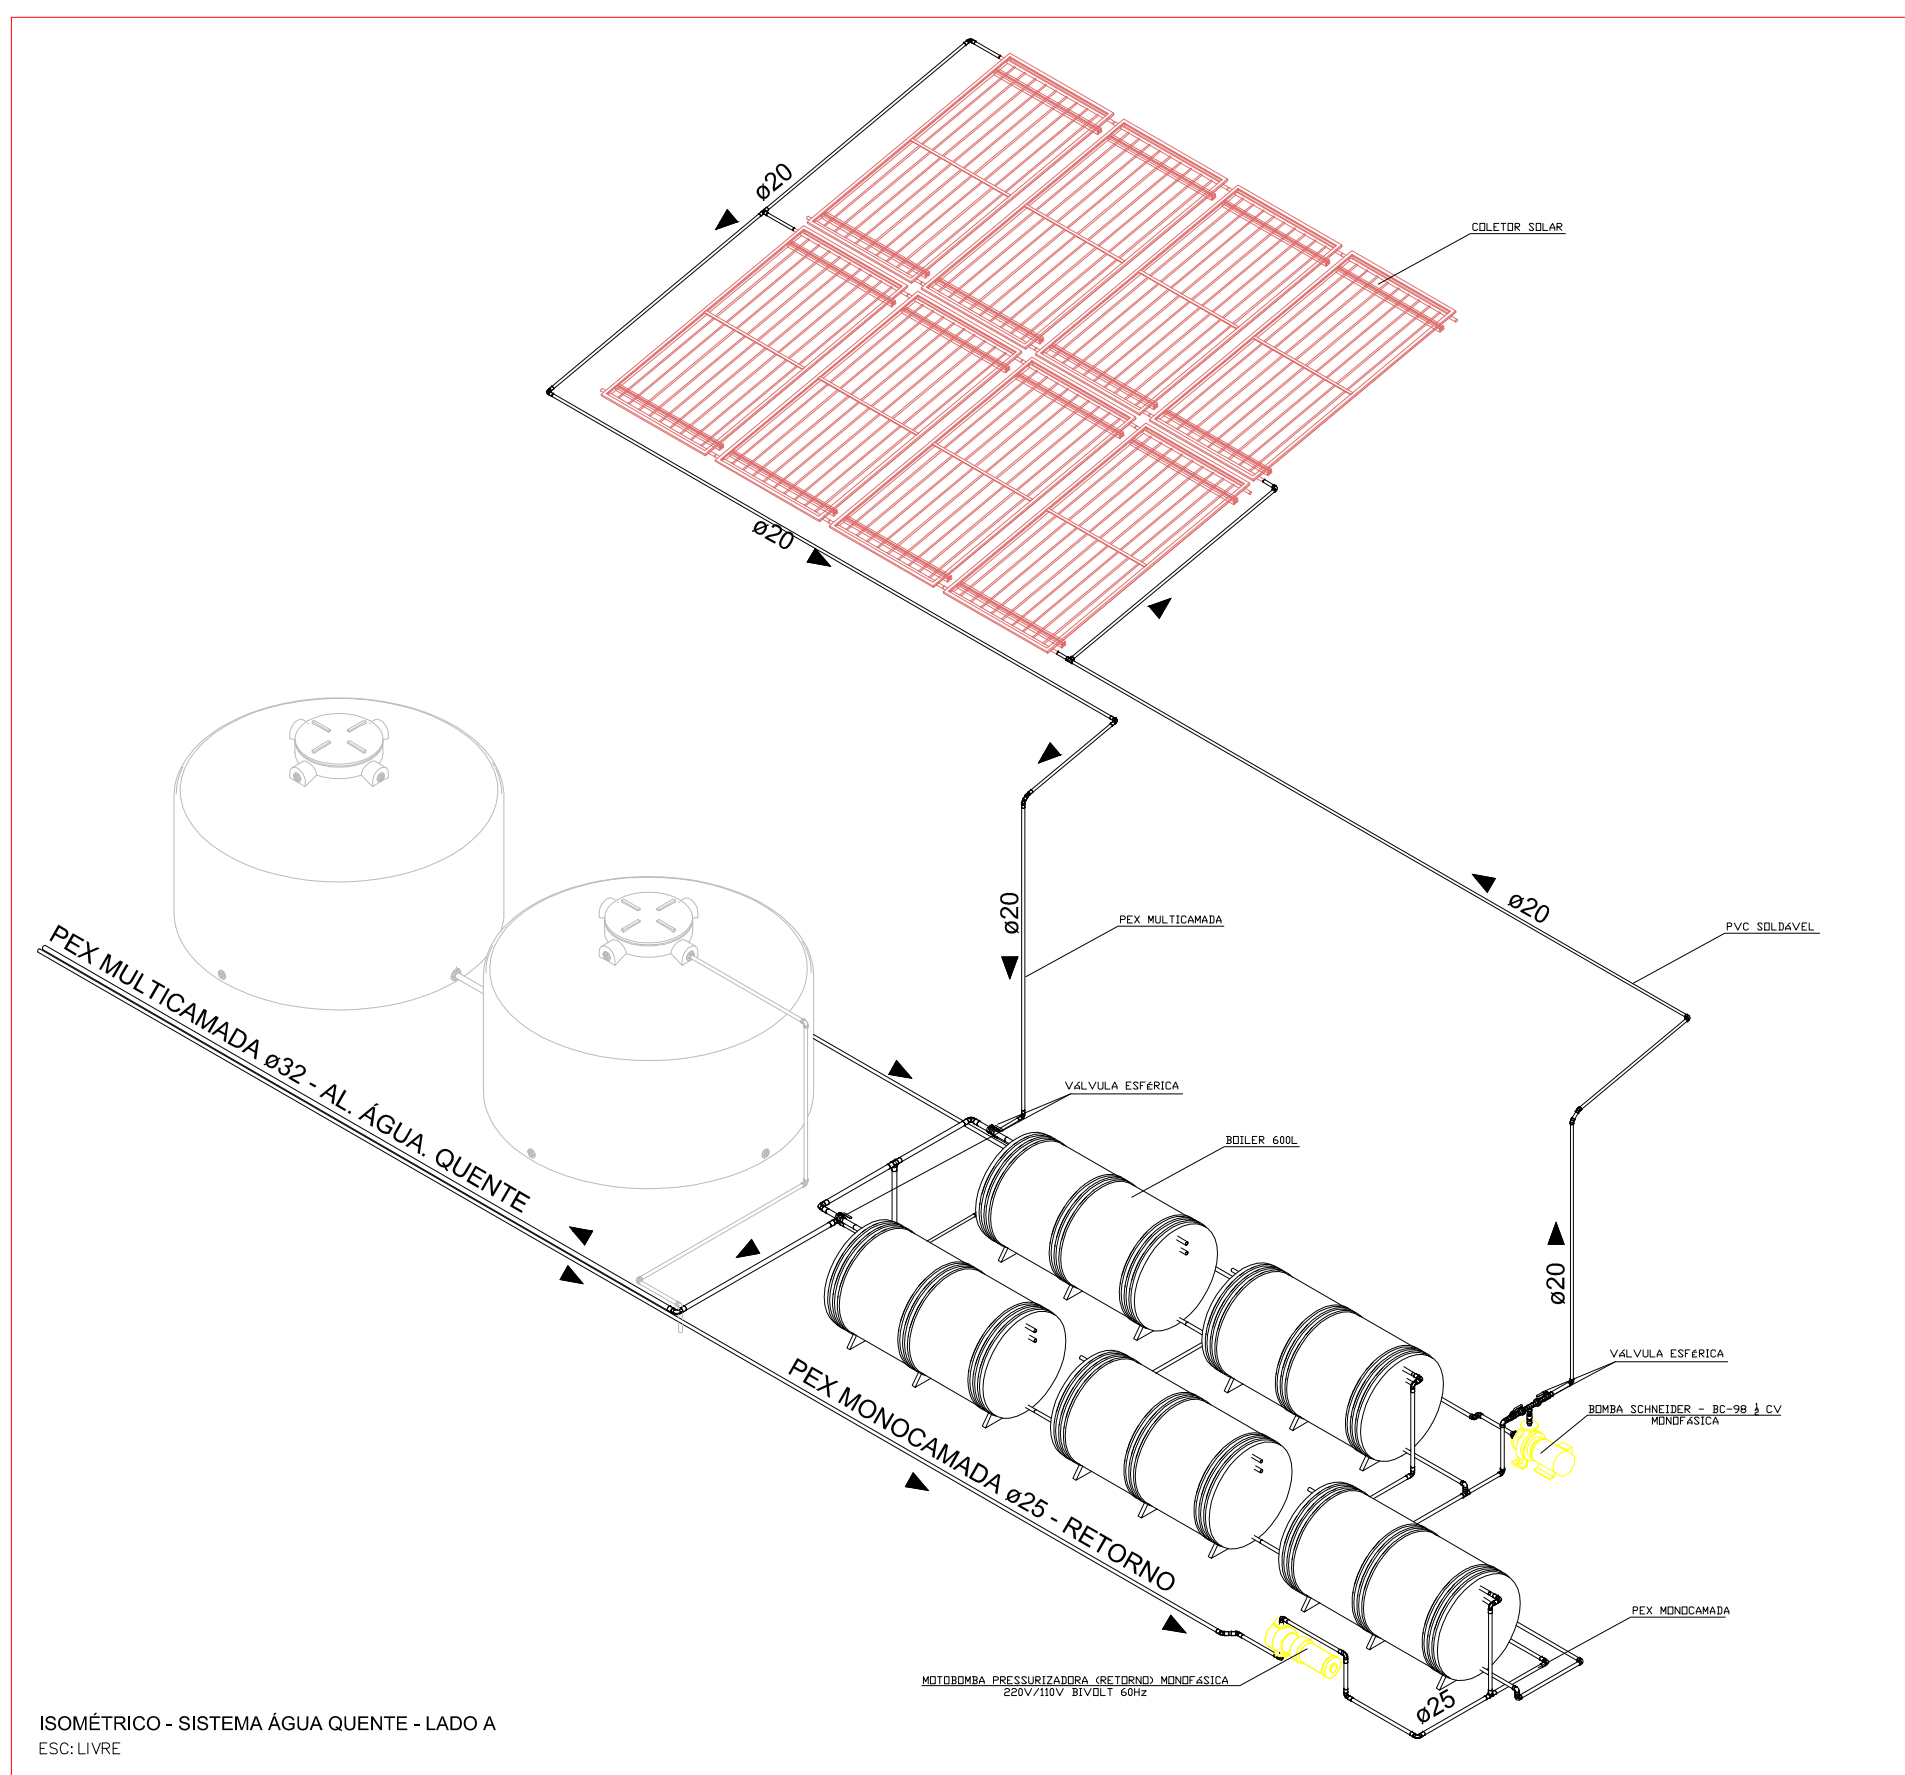 ø20
COLETOR SOLAR
ø20
ø20
PEX MULTICAMADA
ø20
PVC SOLDáVEL
PEX MULTICAMADA ø32 - AL. ÁGUA. QUENTE
VáLVULA ESFéRICA
BOILER 600L
ø20
VáLVULA ESFéRICA
BOMBA SCHNEIDER - BC-98 ½ CV
MONOFáSICA
PEX MONOCAMADA ø25 - RETORNO
PEX MONOCAMADA
MOTOBOMBA PRESSURIZADORA (RETORNO) MONOFáSICA
220V/110V BIVOLT 60Hz
ø25
ISOMÉTRICO - SISTEMA ÁGUA QUENTE - LADO A
ESC: LIVRE